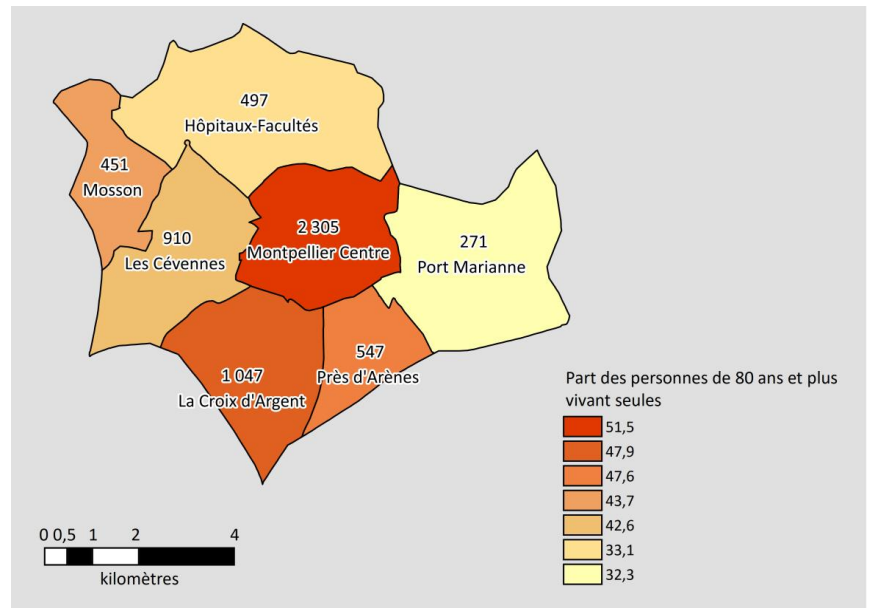 497
Hôpitaux-Facultés
451
Mosson
910
Les Cévennes
2 305
Montpellier Centre
271
Port Marianne
547
Près d'Arènes
1 047
La Croix d'Argent
Part des personnes de 80 ans et plus
vivant seules
51,5
47,9
47,6
43,7
42,6
33,1
32,3
0 0,5 1 2 4
kilomètres